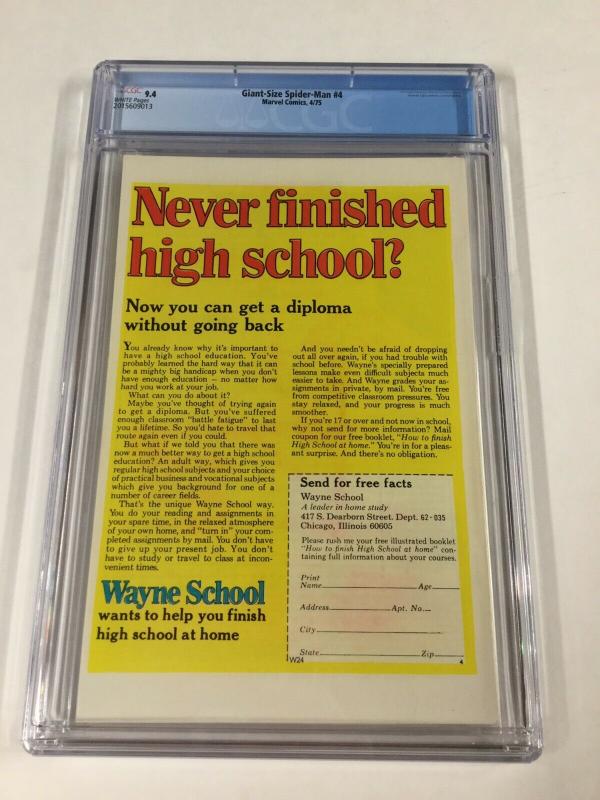 CGC 9.4
WHITE Pages
2015609013
Giant-Size Spider-Man #4
Marvel Comics, 4/75
CGC
Never finished
high school?
Now you can get a diploma
without going back
You already know why it's important to
have a high school education. You've
probably learned the hard way that it can
be a mighty big handicap when you don't
have enough education – no matter how
hard you work at your job.
What can you do about it?
Maybe you've thought of trying again
to get a diploma. But you've suffered
enough classroom "battle fatigue" to last
you a lifetime. So you'd hate to travel that
route again even if you could.
But what if we told you that there was
now a much better way to get a high school
education? An adult way, which gives you
regular high school subjects and your choice
of practical business and vocational subjects
which give you background for one of a
number of career fields.
That's the unique Wayne School way.
You do your reading and assignments in
your spare time, in the relaxed atmosphere
of your own home, and "turn in" your com-
pleted assignments by mail. You don't have
to give up your present job. You don't
have to study or travel to class at incon-
venient times.
And you needn't be afraid of dropping
out all over again, if you had trouble with
school before. Wayne's specially prepared
lessons make even difficult subjects much
easier to take. And Wayne grades your as-
signments in private, by mail. You're free
from competitive classroom pressures. You
stay relaxed, and your progress is much
smoother.
If you're 17 or over and not now in school,
why not send for more information? Mail
coupon for our free booklet, "How to finish
High School at home." You're in for a pleas-
ant surprise. And there's no obligation.
Wayne School
wants to help you finish
high school at home
Send for free facts
Wayne School
A leader in home study
417 S. Dearborn Street. Dept. 62-035
Chicago, Illinois 60605
Please rush me your free illustrated booklet
"How to finish High School at home" con-
taining full information about your courses.
Print
Name Age
Address Apt. No.
City
State Zip
W24 4